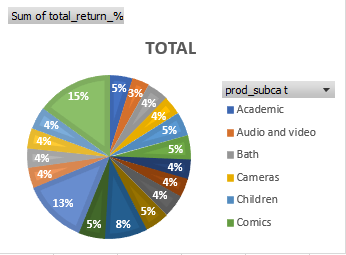 Sum of total_return_%
TOTAL
15%
5%
3%
4%
4%
5%
5%
4%
4%
4%
5%
8%
5%
13%
4%
4%
4%
4%
prod_subcat
Academic
Audio and video
Bath
Cameras
Children
Comics